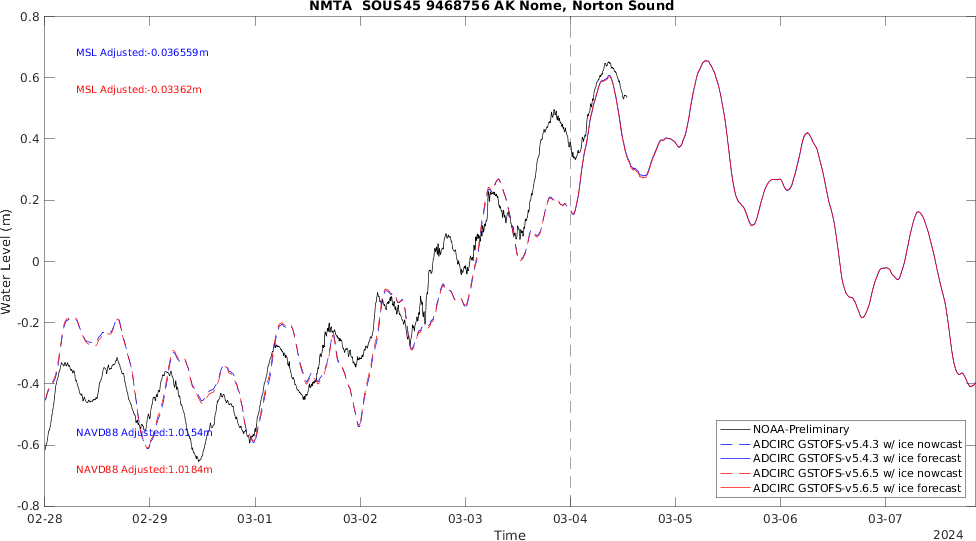 NMTA SOUS45 9468756 AK Nome, Norton Sound
0.8
MSL Adjusted:-0.036559m
0.6
MSL Adjusted:-0.03362m
0.4
0.2
0
-0.2
-0.4
NAVD88 Adjusted:1.0154m
-0.6
NAVD88 Adjusted:1.0184m
-0.8
Water Level (m)
NOAA-Preliminary
ADCIRC GSTOFS-v5.4.3 w/ ice nowcast
ADCIRC GSTOFS-v5.4.3 w/ ice forecast
ADCIRC GSTOFS-v5.6.5 w/ ice nowcast
ADCIRC GSTOFS-v5.6.5 w/ ice forecast
02-28 02-29 03-01 03-02 03-03 03-04 03-05 03-06 03-07
Time
2024